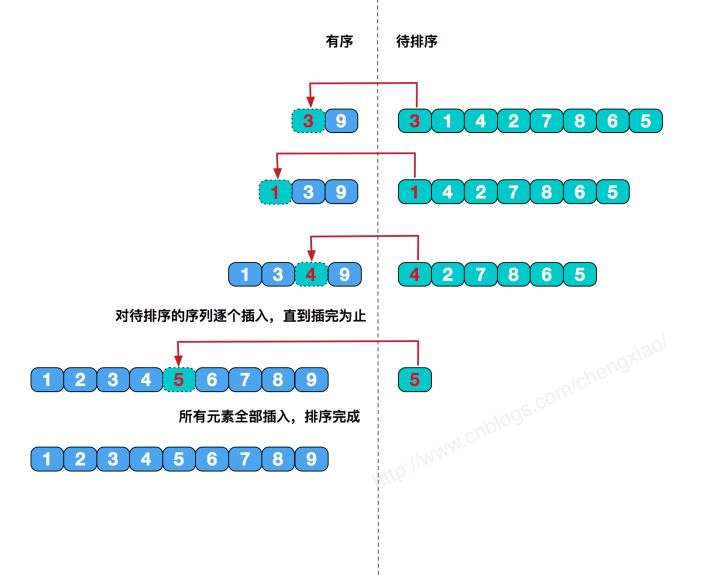 有序 待排序
3 9 3 1 4 2 7 8 6 5
1 3 9 1 4 2 7 8 6 5
1 3 4 9 4 2 7 8 6 5
对待排序的序列逐个插入，直到插完为止
1 2 3 4 5 6 7 8 9 5
所有元素全部插入，排序完成
1 2 3 4 5 6 7 8 9
http://www.cnblogs.com/chengxiao/